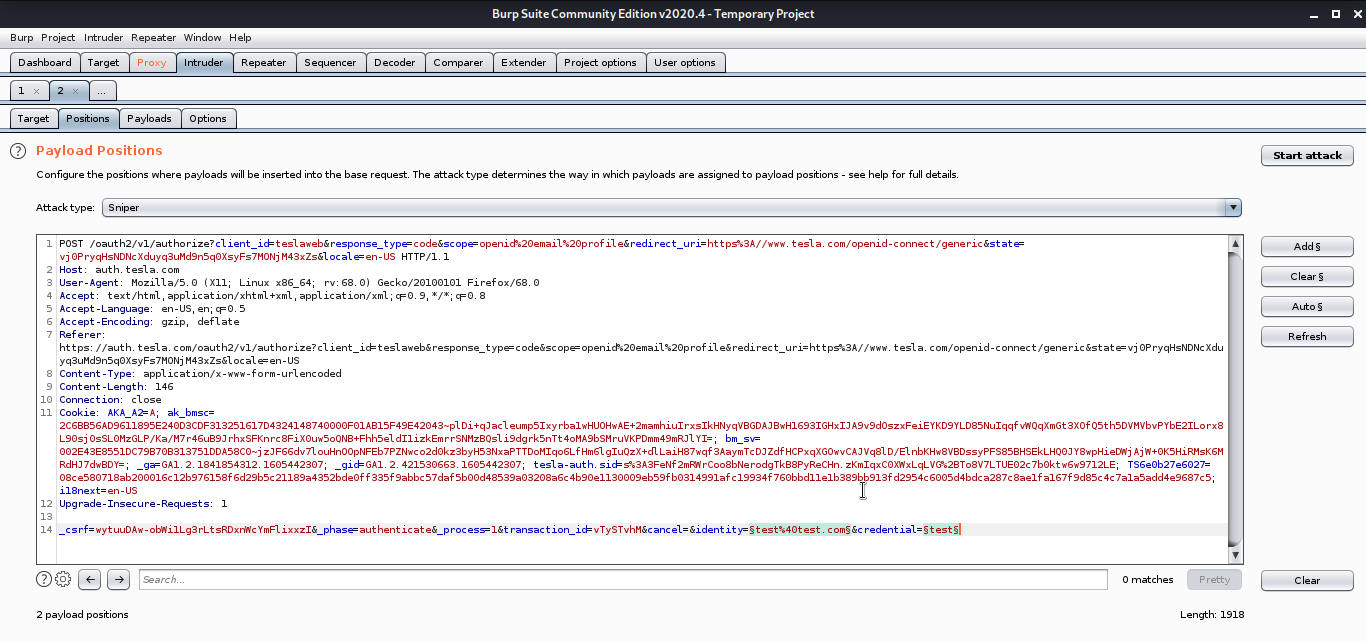 Burp Suite Community Edition v2020.4 - Temporary Project
Burp Project Intruder Repeater Window Help
Dashboard Target Proxy Intruder Repeater Sequencer Decoder Comparer Extender Project options User options
1 × 2 × ...
Target Positions Payloads Options
? Payload Positions
Start attack
Configure the positions where payloads will be inserted into the base request. The attack type determines the way in which payloads are assigned to payload positions - see help for full details.
Attack type: Sniper
1 POST /oauth2/v1/authorize?client_id=teslaweb&response_type=code&scope=openid%20email%20profile&redirect_uri=https%3A//www.tesla.com/openid-connect/generic&state=
vj0PryqHsNDNcXduyq3uMd9n5q0XsyFs7MONjM43xZs&locale=en-US HTTP/1.1
2 Host: auth.tesla.com
3 User-Agent: Mozilla/5.0 (X11; Linux x86_64; rv:68.0) Gecko/20100101 Firefox/68.0
4 Accept: text/html,application/xhtml+xml,application/xml;q=0.9,*/*;q=0.8
5 Accept-Language: en-US,en;q=0.5
6 Accept-Encoding: gzip, deflate
7 Referer:
https://auth.tesla.com/oauth2/v1/authorize?client_id=teslaweb&response_type=code&scope=openid%20email%20profile&redirect_uri=https%3A//www.tesla.com/openid-connect/generic&state=vj0PryqHsNDNcXdu
yq3uMd9n5q0XsyFs7MONjM43xZs&locale=en-US
8 Content-Type: application/x-www-form-urlencoded
9 Content-Length: 146
10 Connection: close
11 Cookie: AKA_A2=A; ak_bmsc=
2C6BB56AD9611895E240D3CDF313251617D4324148740000F01AB15F49E42043~plDi+qJacleump5Ixyrba1wHUOHwAE+2mamhiuIrxsIkHNyqVBGDAJBwH1693IGHxIJA9v9dOszxFeiEYKD9YLD85NuIqqfvWQqXmGt3XOfQ5th5DVMVbvPYbE2ILorx8
L90sj0sSL0MzGLP/Ka/M7r46uB9JrhxSFKnrc8FiX0uw5oQNB+Fhh5eldI1izkEmrrSNMzBQsli9dgrk5nTt4oMA9bSMruVKPDmm49mRJlYI=; bm_sv=
002E43E8551DC79B70B313751DDA58C0~jzJF66dv7louHnOOpNFEb7PZNwco2d0kz3byH53NxaPTTDoMIqo6LfHm6lgIuQzX+dlLaiH87wqf3AaymTcDJZdfHCPxqXGOwvCAJVq8lD/ElnbKHw8VBDssyPFS85BHSEkLHQ0JY8wpHieDWjAjW+0K5HiRMsK6M
RdHJ7dwBDY=; _ga=GA1.2.1841854312.1605442307; _gid=GA1.2.421530663.1605442307; tesla-auth.sid=s%3A3FeNf2mRWrCoo8bNerodgTkB8PyReCHn.zKmIqxC0XWxLqLVG%2BTo8V7LTUE02c7b0ktw6w9712LE; TS6e0b27e6027=
08ce580718ab200016c12b976158f6d29b5c21189a4352bde0ff335f9abbc57daf5b00d48539a03208a6c4b90e1130009eb59fb0314991afc19934f760bbd11e1b389bb913fd2954c6005d4bdca287c8ae1fa167f9d85c4c7a1a5add4e9687c5;
i18next=en-US
12 Upgrade-Insecure-Requests: 1
13
14 _csrf=wytuuDAw-obWilLg3rLtsRDxnWcYmFlixxzI&_phase=authenticate&_process=1&transaction_id=vTySTvhM&cancel=&identity=§test%40test.com§&credential=§test§
Add §
Clear §
Auto §
Refresh
? Search... 0 matches Pretty Clear
2 payload positions Length: 1918